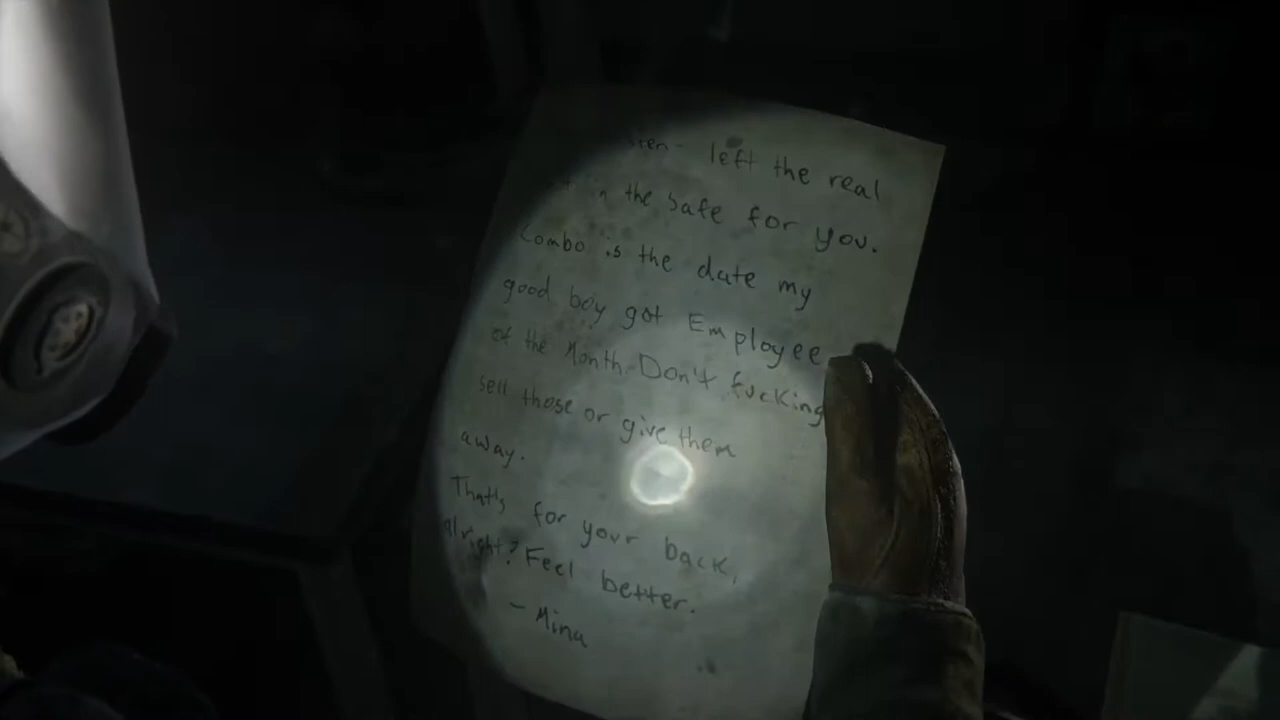 left the real
the safe for you.
Combo is the date my
good boy got Employee
of the Month. Don't fucking
sell those or give them
away.
That's for your back,
alright? Feel better.
- Mina